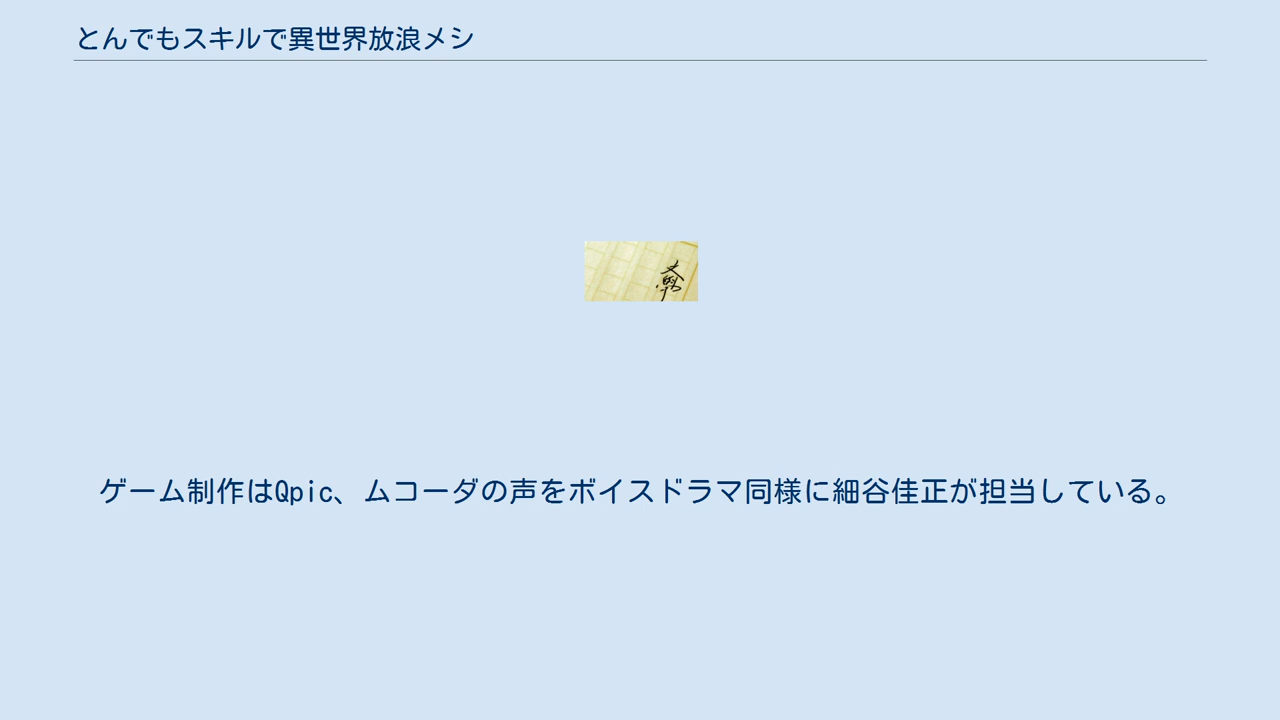 とんでもスキルで異世界放浪メシ
ゲーム制作はQpic、ムコーダの声をボイスドラマ同様に細谷佳正が担当している。